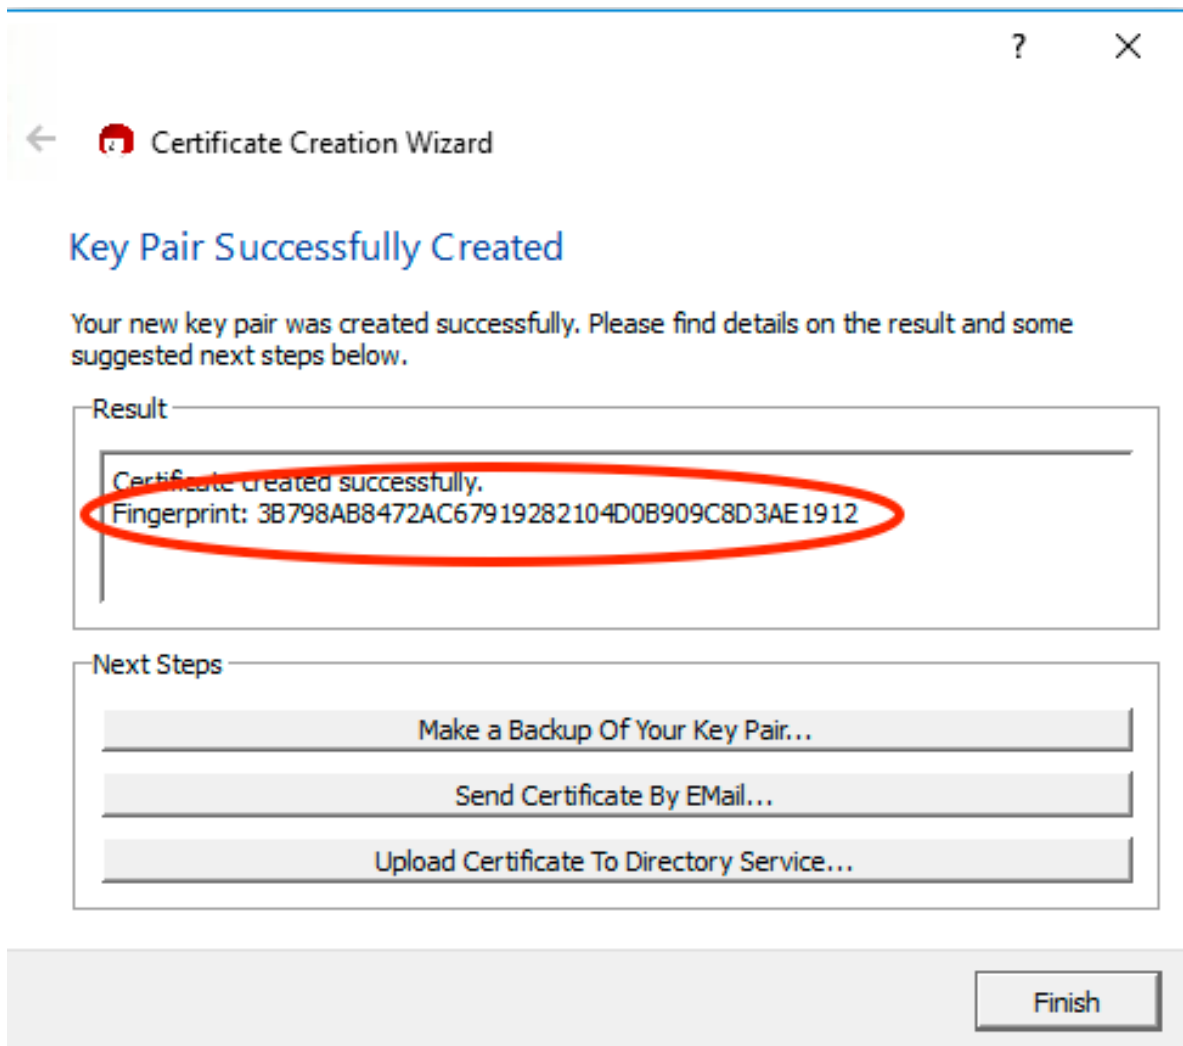 ?
Certificate Creation Wizard
Key Pair Successfully Created
Your new key pair was created successfully. Please find details on the result and some
suggested next steps below.
Result
Certificate created successfully.
Fingerprint: 3B798AB8472AC67919282104D0B909C8D3AE1912
Next Steps
Make a Backup Of Your Key Pair...
Send Certificate By EMail...
Upload Certificate To Directory Service...
Finish